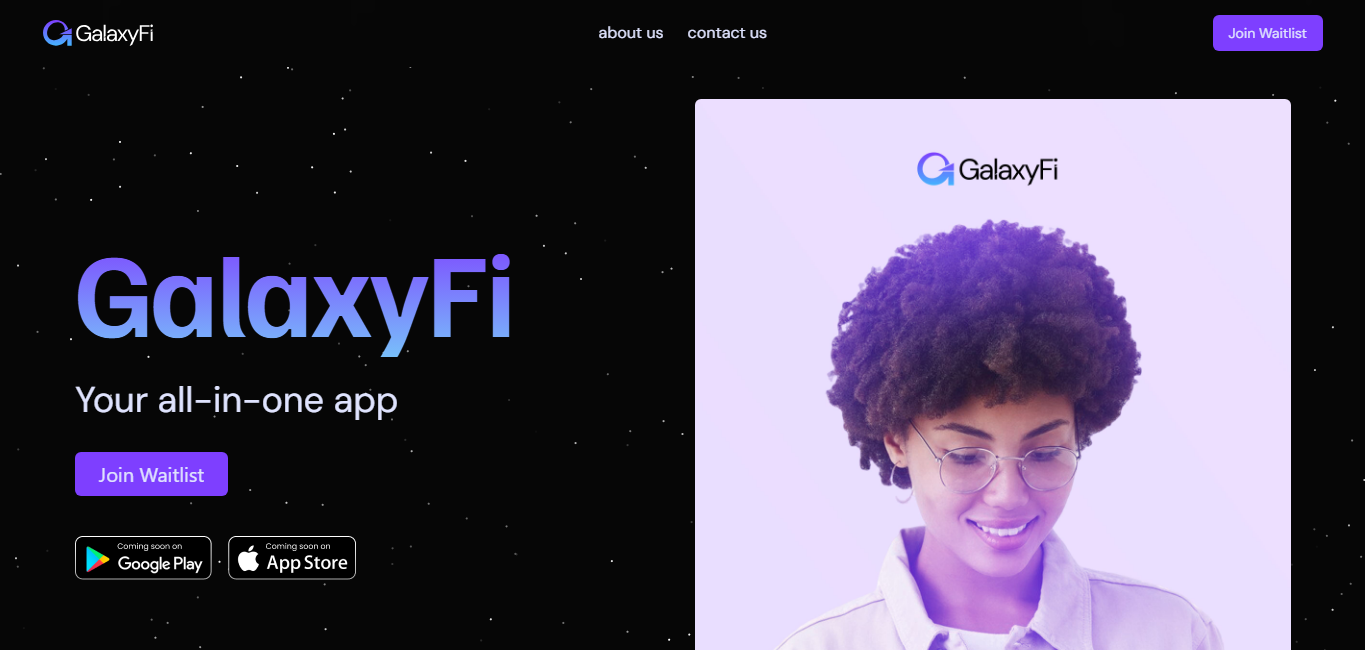 GalaxyFi
about us
contact us
Join Waitlist
GalaxyFi
GalaxyFi
Your all-in-one app
Join Waitlist
Coming soon on
Google Play
Coming soon on
App Store